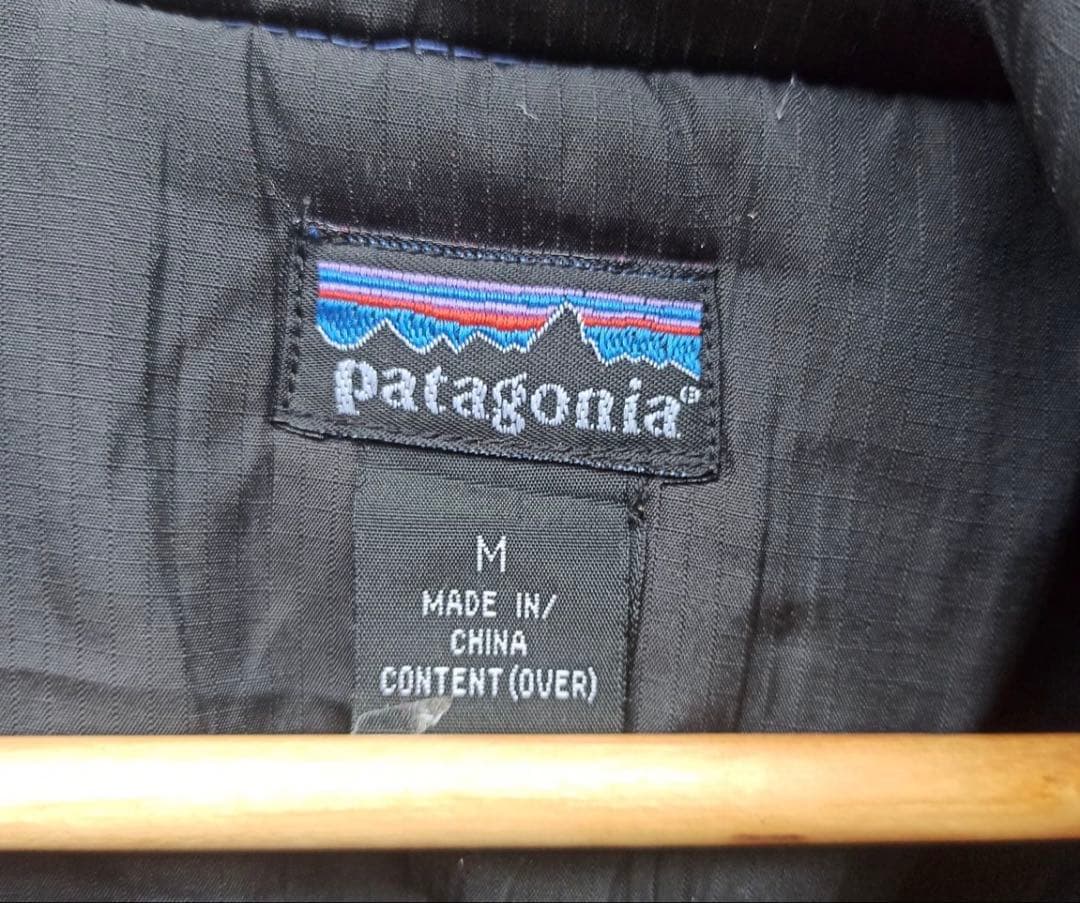 patagonia®
M
MADE IN/
CHINA
CONTENT(OVER)